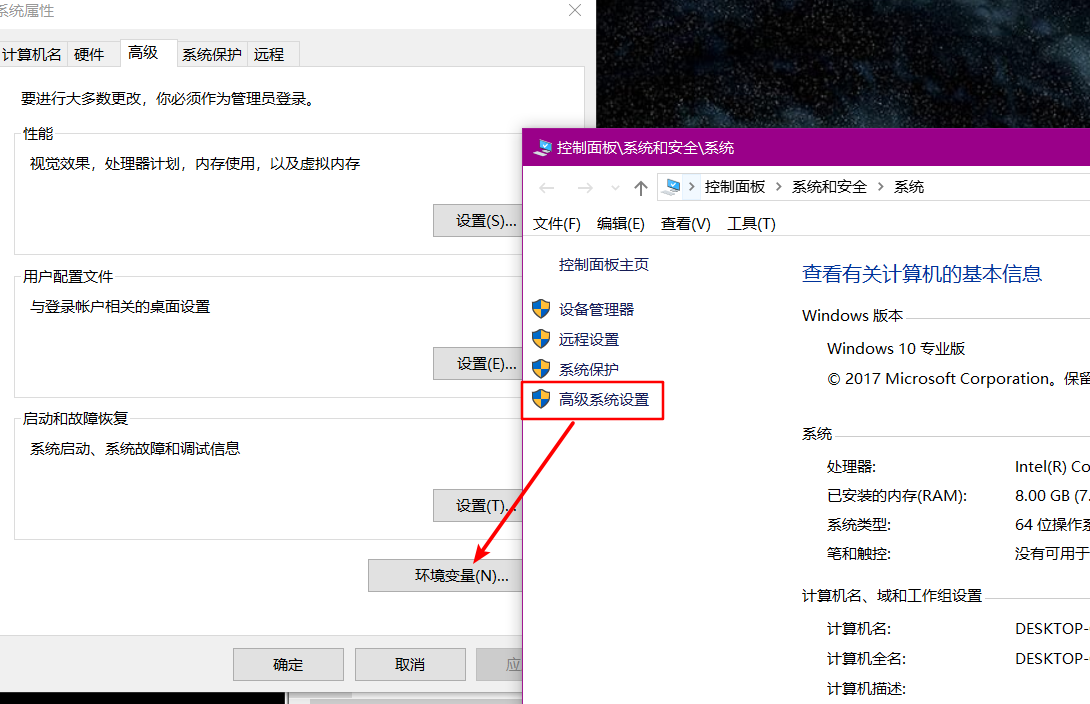 系统属性
计算机名
硬件
高级
系统保护
远程
要进行大多数更改，你必须作为管理员登录。
性能
视觉效果，处理器计划，内存使用，以及虚拟内存
设置(S)...
用户配置文件
与登录帐户相关的桌面设置
设置(E)...
启动和故障恢复
系统启动、系统故障和调试信息
设置(T)...
环境变量(N)...
确定
取消
应
控制面板\系统和安全\系统
控制面板 > 系统和安全 > 系统
文件(F) 编辑(E) 查看(V) 工具(T)
控制面板主页
设备管理器
远程设置
系统保护
高级系统设置
查看有关计算机的基本信息
Windows 版本
Windows 10 专业版
© 2017 Microsoft Corporation。保留
系统
处理器: Intel(R) Co
已安装的内存(RAM): 8.00 GB (7.
系统类型: 64 位操作系
笔和触控: 没有可用于
计算机名、域和工作组设置
计算机名: DESKTOP-
计算机全名: DESKTOP-
计算机描述: